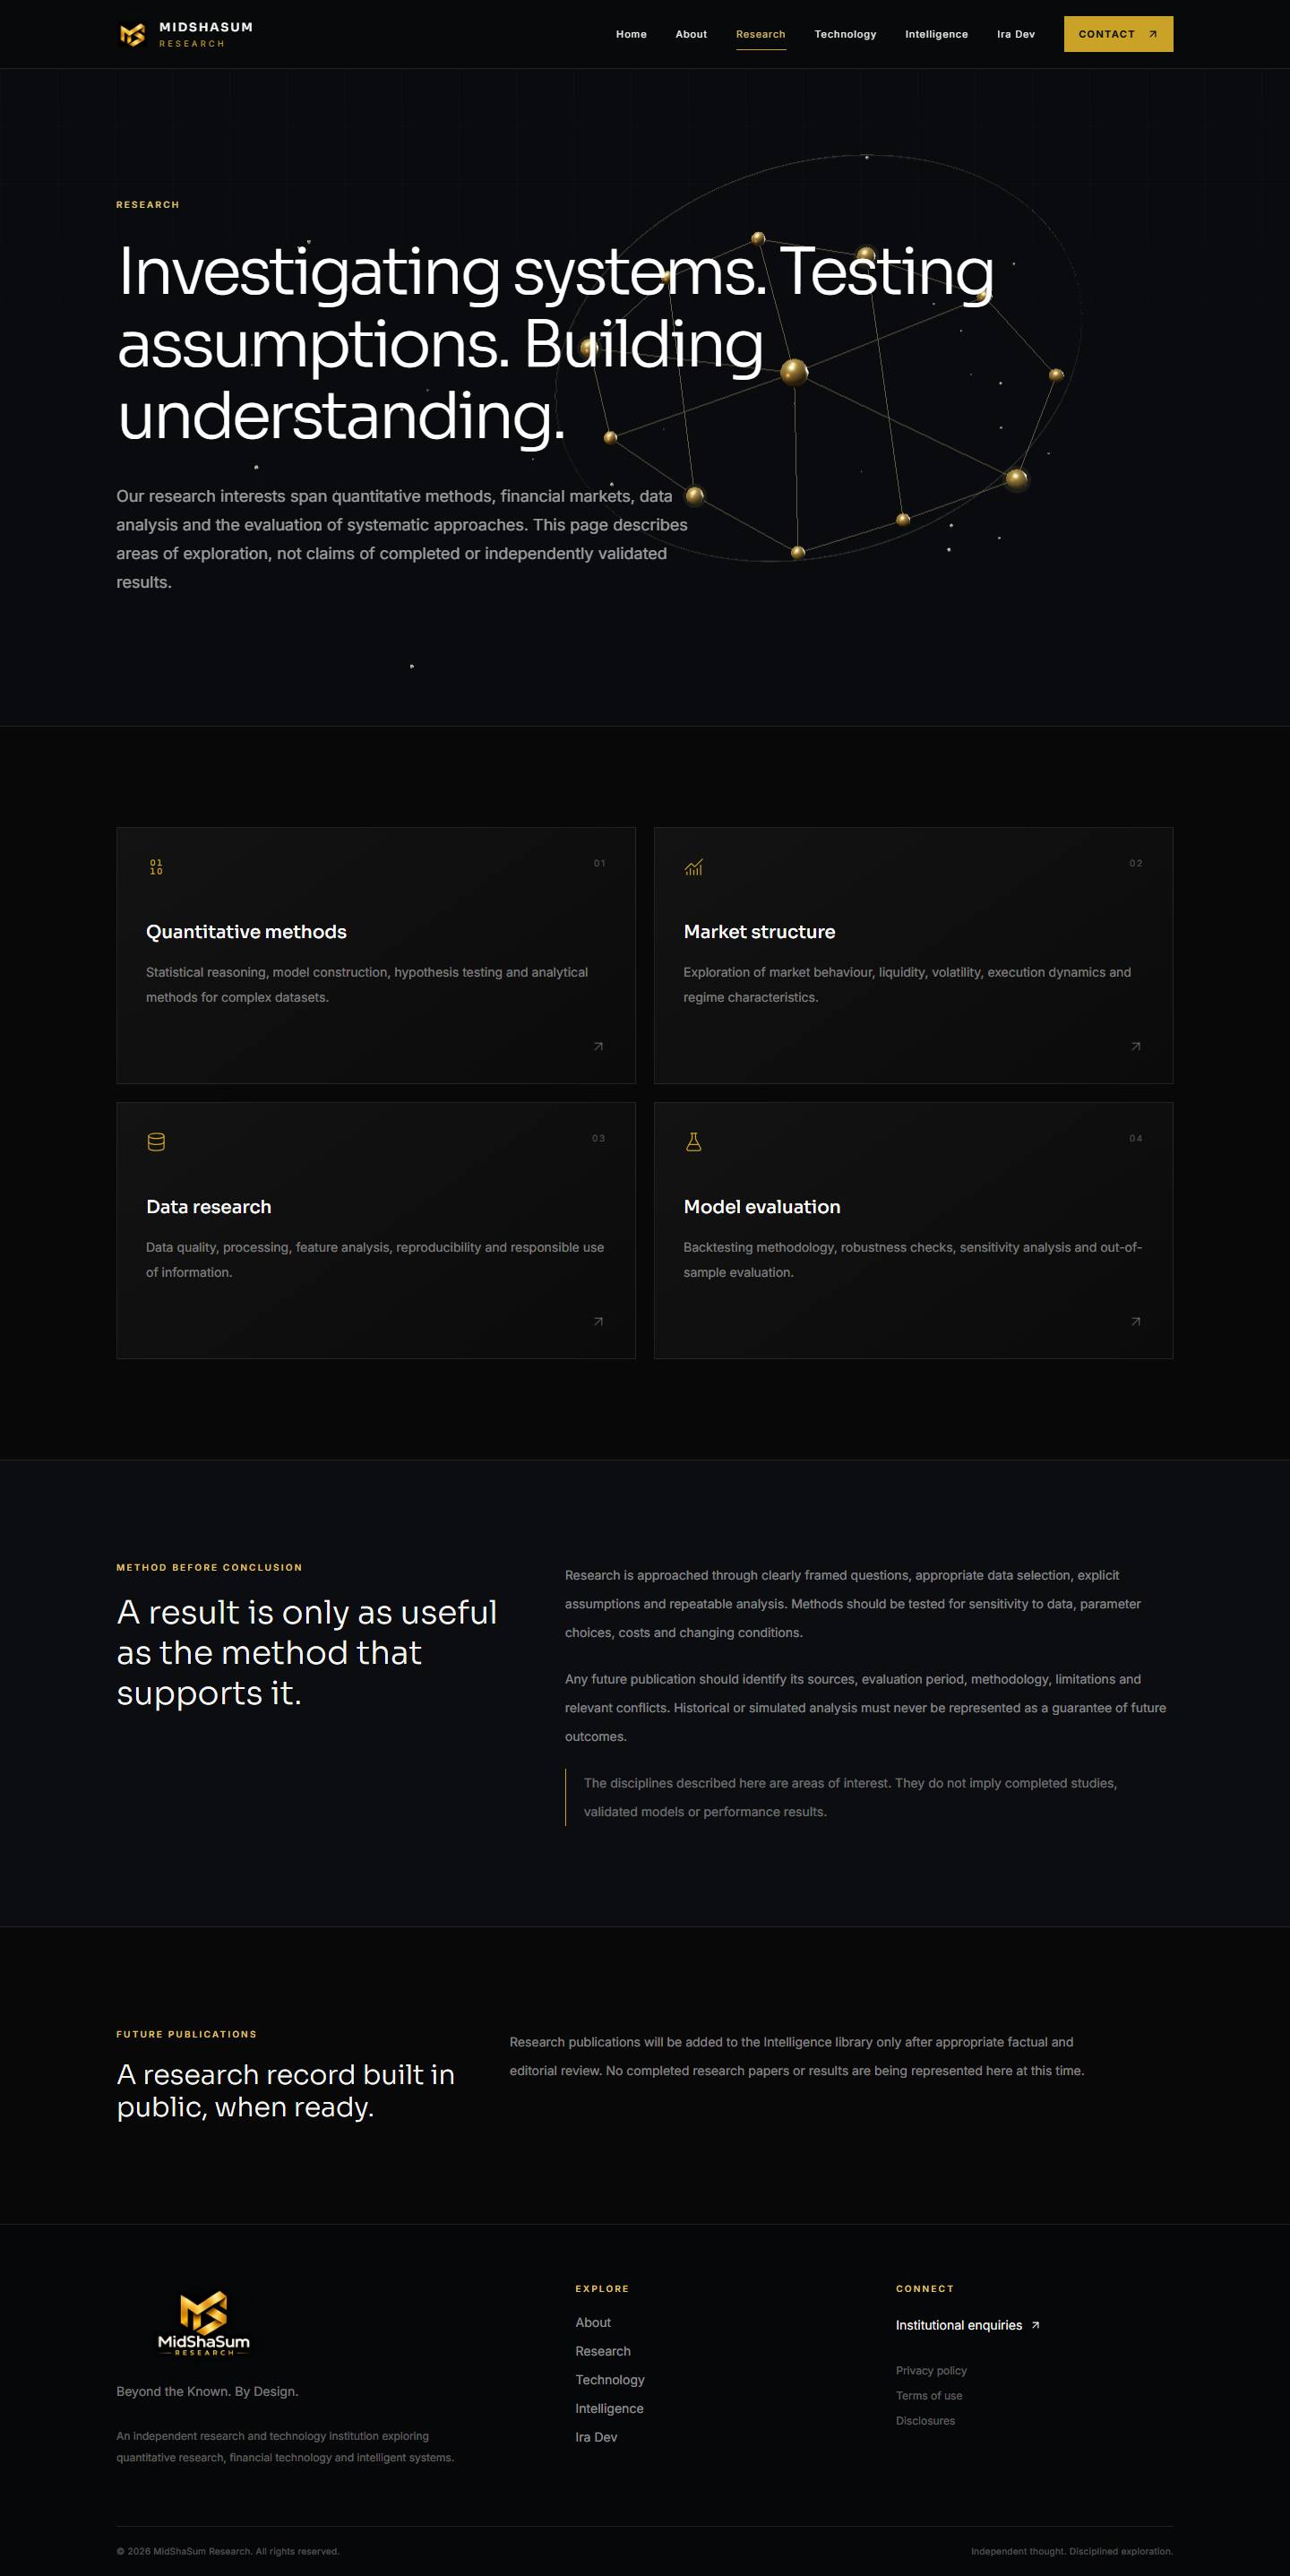 MIDSHASUM
RESEARCH
Home About Research Technology Intelligence Ira Dev CONTACT
RESEARCH
Investigating systems. Testing
assumptions. Building
understanding.
Our research interests span quantitative methods, financial markets, data
analysis and the evaluation of systematic approaches. This page describes
areas of exploration, not claims of completed or independently validated
results.
01
10
01
Quantitative methods
Statistical reasoning, model construction, hypothesis testing and analytical
methods for complex datasets.
02
Market structure
Exploration of market behaviour, liquidity, volatility, execution dynamics and
regime characteristics.
03
Data research
Data quality, processing, feature analysis, reproducibility and responsible use
of information.
04
Model evaluation
Backtesting methodology, robustness checks, sensitivity analysis and out-of-
sample evaluation.
METHOD BEFORE CONCLUSION
A result is only as useful
as the method that
supports it.
Research is approached through clearly framed questions, appropriate data selection, explicit
assumptions and repeatable analysis. Methods should be tested for sensitivity to data, parameter
choices, costs and changing conditions.
Any future publication should identify its sources, evaluation period, methodology, limitations and
relevant conflicts. Historical or simulated analysis must never be represented as a guarantee of future
outcomes.
The disciplines described here are areas of interest. They do not imply completed studies,
validated models or performance results.
FUTURE PUBLICATIONS
A research record built in
public, when ready.
Research publications will be added to the Intelligence library only after appropriate factual and
editorial review. No completed research papers or results are being represented here at this time.
MidShaSum
RESEARCH
Beyond the Known. By Design.
An independent research and technology institution exploring
quantitative research, financial technology and intelligent systems.
EXPLORE
About
Research
Technology
Intelligence
Ira Dev
CONNECT
Institutional enquiries
Privacy policy
Terms of use
Disclosures
© 2026 MidShaSum Research. All rights reserved.
Independent thought. Disciplined exploration.